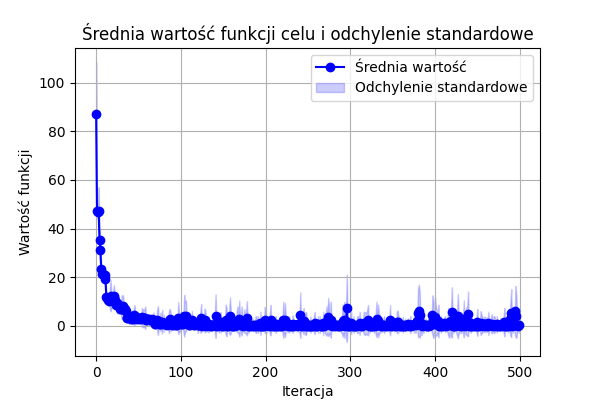 Średnia wartość funkcji celu i odchylenie standardowe
Średnia wartość
Odchylenie standardowe
Wartość funkcji
100
80
60
40
20
0
0 100 200 300 400 500
Iteracja